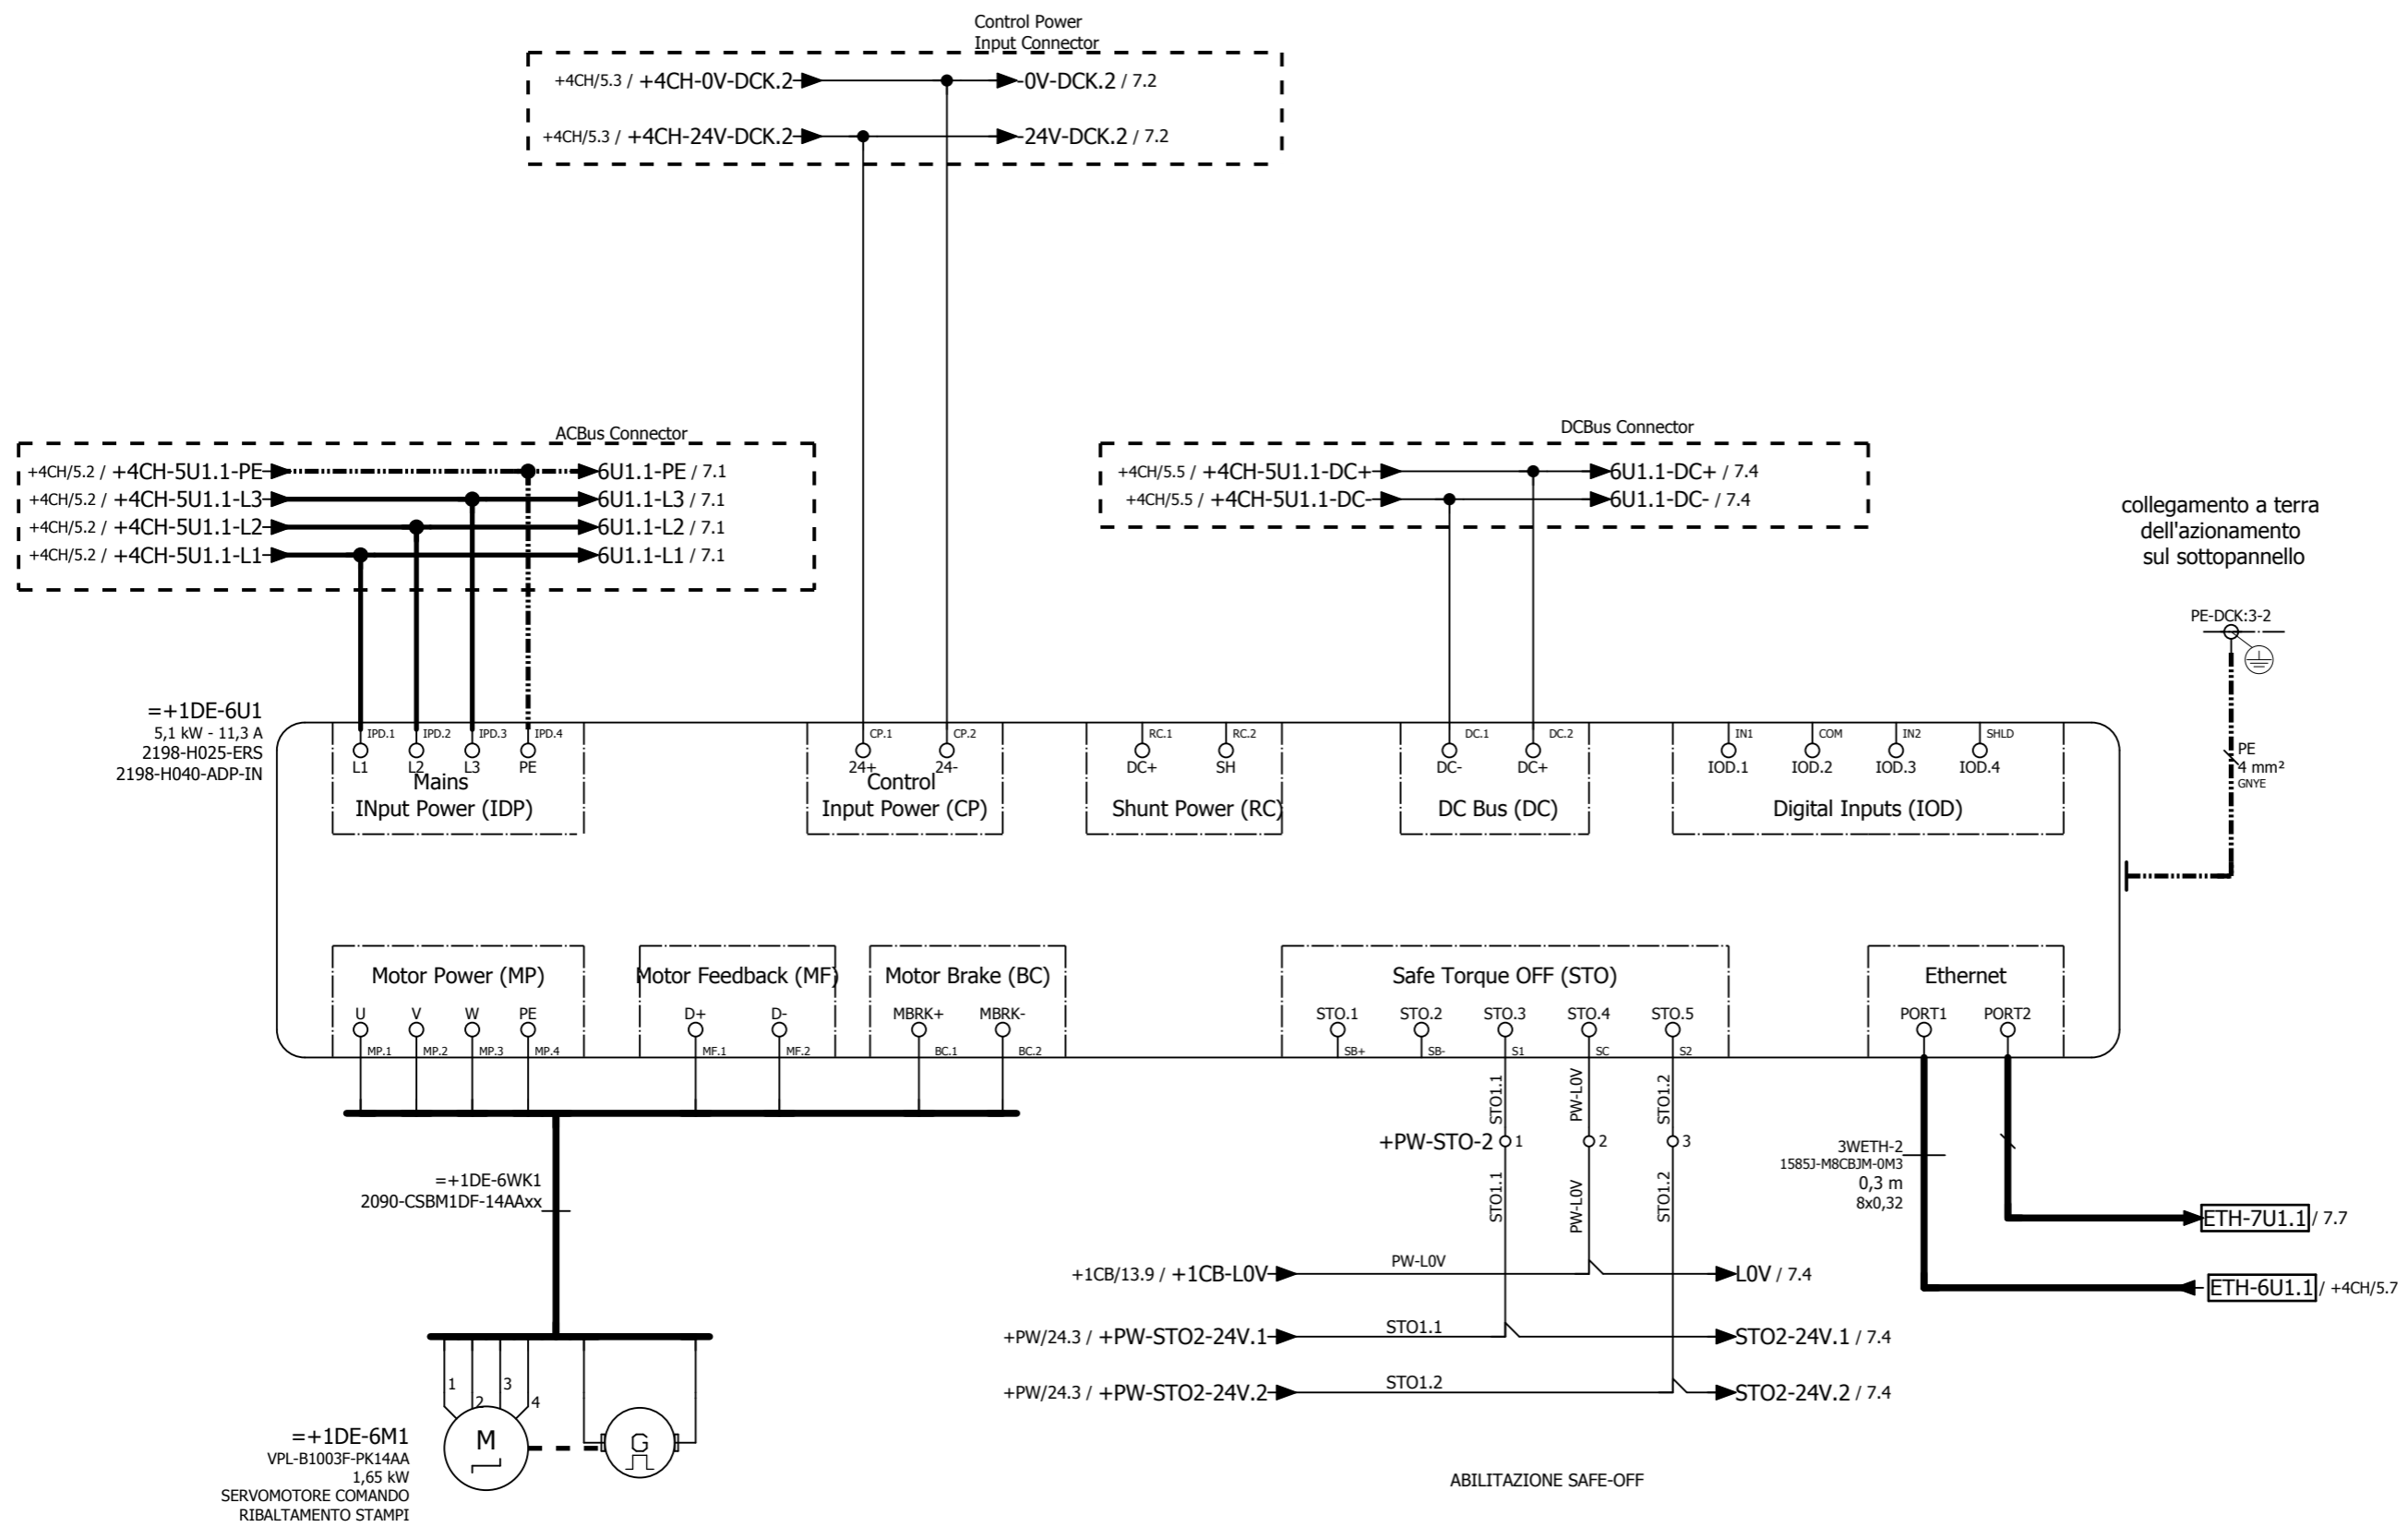 Control Power
Input Connector
+4CH/5.3 / +4CH-0V-DCK.2
-0V-DCK.2 / 7.2
+4CH/5.3 / +4CH-24V-DCK.2
-24V-DCK.2 / 7.2
ACBus Connector
+4CH/5.2 / +4CH-5U1.1-PE
6U1.1-PE / 7.1
+4CH/5.2 / +4CH-5U1.1-L3
6U1.1-L3 / 7.1
+4CH/5.2 / +4CH-5U1.1-L2
6U1.1-L2 / 7.1
+4CH/5.2 / +4CH-5U1.1-L1
6U1.1-L1 / 7.1
DCBus Connector
+4CH/5.5 / +4CH-5U1.1-DC+
6U1.1-DC+ / 7.4
+4CH/5.5 / +4CH-5U1.1-DC-
6U1.1-DC- / 7.4
collegamento a terra
dell'azionamento
sul sottopannello
PE-DCK:3-2
PE
4 mm²
GNYE
=+1DE-6U1
5,1 kW - 11,3 A
2198-H025-ERS
2198-H040-ADP-IN
IPD.1 IPD.2 IPD.3 IPD.4
L1 L2 L3 PE
Mains
INput Power (IDP)
CP.1 CP.2
24+ 24-
Control
Input Power (CP)
RC.1 RC.2
DC+ SH
Shunt Power (RC)
DC.1 DC.2
DC- DC+
DC Bus (DC)
IN1 COM IN2 SHLD
IOD.1 IOD.2 IOD.3 IOD.4
Digital Inputs (IOD)
Motor Power (MP)
U V W PE
MP.1 MP.2 MP.3 MP.4
Motor Feedback (MF)
D+ D-
MF.1 MF.2
Motor Brake (BC)
MBRK+ MBRK-
BC.1 BC.2
Safe Torque OFF (STO)
STO.1 STO.2 STO.3 STO.4 STO.5
SB+ SB- S1 SC S2
Ethernet
PORT1 PORT2
STO1.1 PW-L0V STO1.2
+PW-STO-2 1 2 3
STO1.1 PW-L0V STO1.2
3WETH-2
1585J-M8CBJM-0M3
0,3 m
8x0,32
ETH-7U1.1 / 7.7
ETH-6U1.1 / +4CH/5.7
=+1DE-6WK1
2090-CSBM1DF-14AAxx
+1CB/13.9 / +1CB-L0V
PW-L0V
L0V / 7.4
+PW/24.3 / +PW-STO2-24V.1
STO1.1
STO2-24V.1 / 7.4
+PW/24.3 / +PW-STO2-24V.2
STO1.2
STO2-24V.2 / 7.4
1 2 3 4
M
G
=+1DE-6M1
VPL-B1003F-PK14AA
1,65 kW
SERVOMOTORE COMANDO
RIBALTAMENTO STAMPI
ABILITAZIONE SAFE-OFF